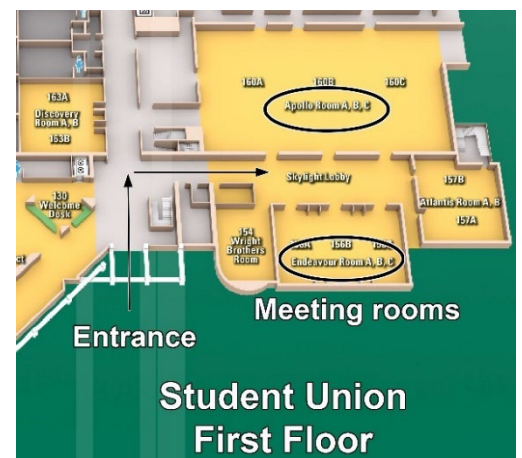 160A 160B 160C
Apollo Room A, B, C
163A
Discovery
Room A, B
163B
Skylight Lobby
157B
Atlantis Room A, B
157A
130
Welcome
Desk
154
Wright
Brothers
Room
156B
Endeavour Room A, B, C
Meeting rooms
Entrance
Student Union
First Floor